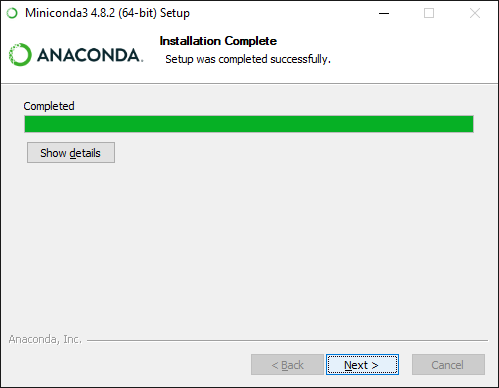 Miniconda3 4.8.2 (64-bit) Setup
Installation Complete
ANACONDA.
Setup was completed successfully.
Completed
Show details
Anaconda, Inc.
< Back
Next >
Cancel